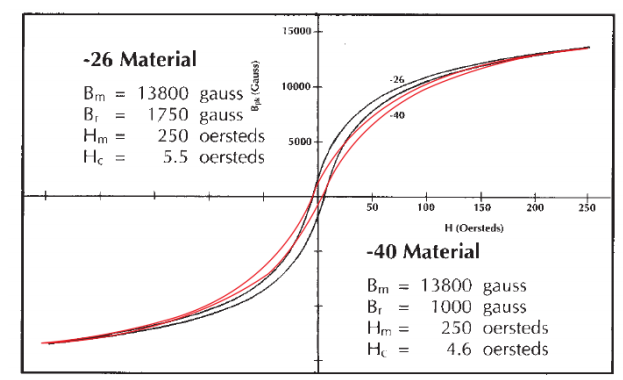 -26 Material
Bm = 13800 gauss
Br = 1750 gauss
Hm = 250 oersteds
Hc = 5.5 oersteds
15000
10000
5000
Bpk (Gauss)
-26
-40
50 100 150 200 250
H (Oersteds)
-40 Material
Bm = 13800 gauss
Br = 1000 gauss
Hm = 250 oersteds
Hc = 4.6 oersteds